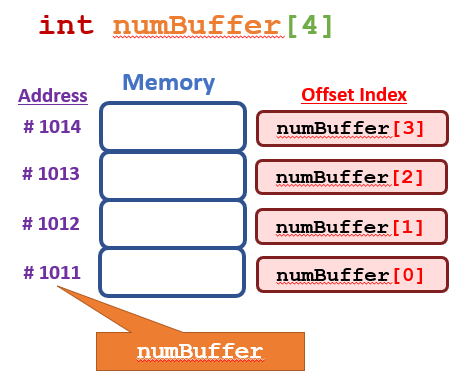 int numBuffer[4]
Address Memory Offset Index
# 1014 numBuffer[3]
# 1013 numBuffer[2]
# 1012 numBuffer[1]
# 1011 numBuffer[0]
numBuffer